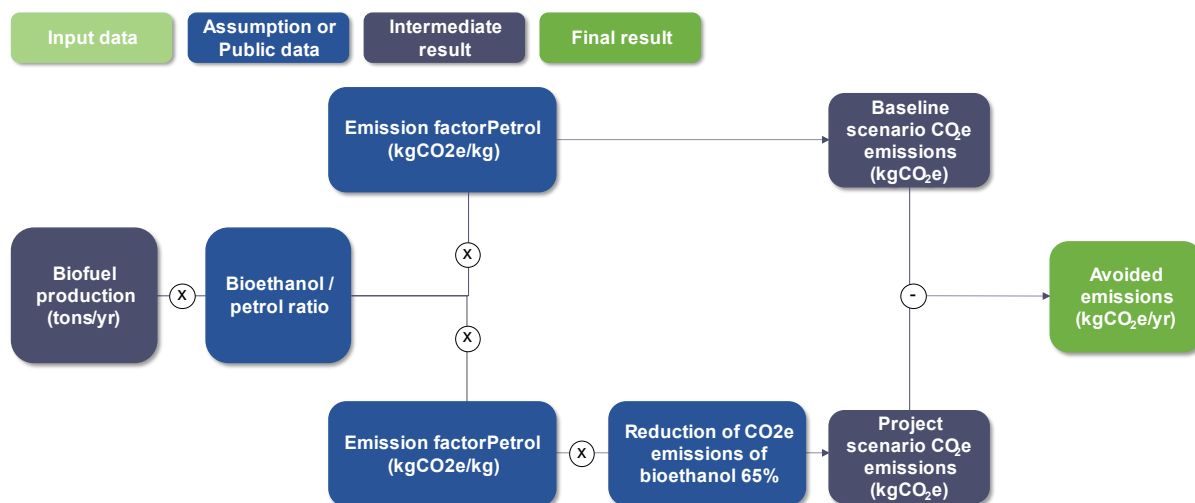 Input data
Assumption or
Public data
Intermediate
result
Final result
Emission factorPetrol
(kgCO2e/kg)
Baseline
scenario CO₂e
emissions
(kgCO₂e)
X
Biofuel
production
(tons/yr)
X
Bioethanol /
petrol ratio
-
Avoided
emissions
(kgCO₂e/yr)
X
Emission factorPetrol
(kgCO2e/kg)
X
Reduction of CO2e
emissions of
bioethanol 65%
Project
scenario CO₂e
emissions
(kgCO₂e)